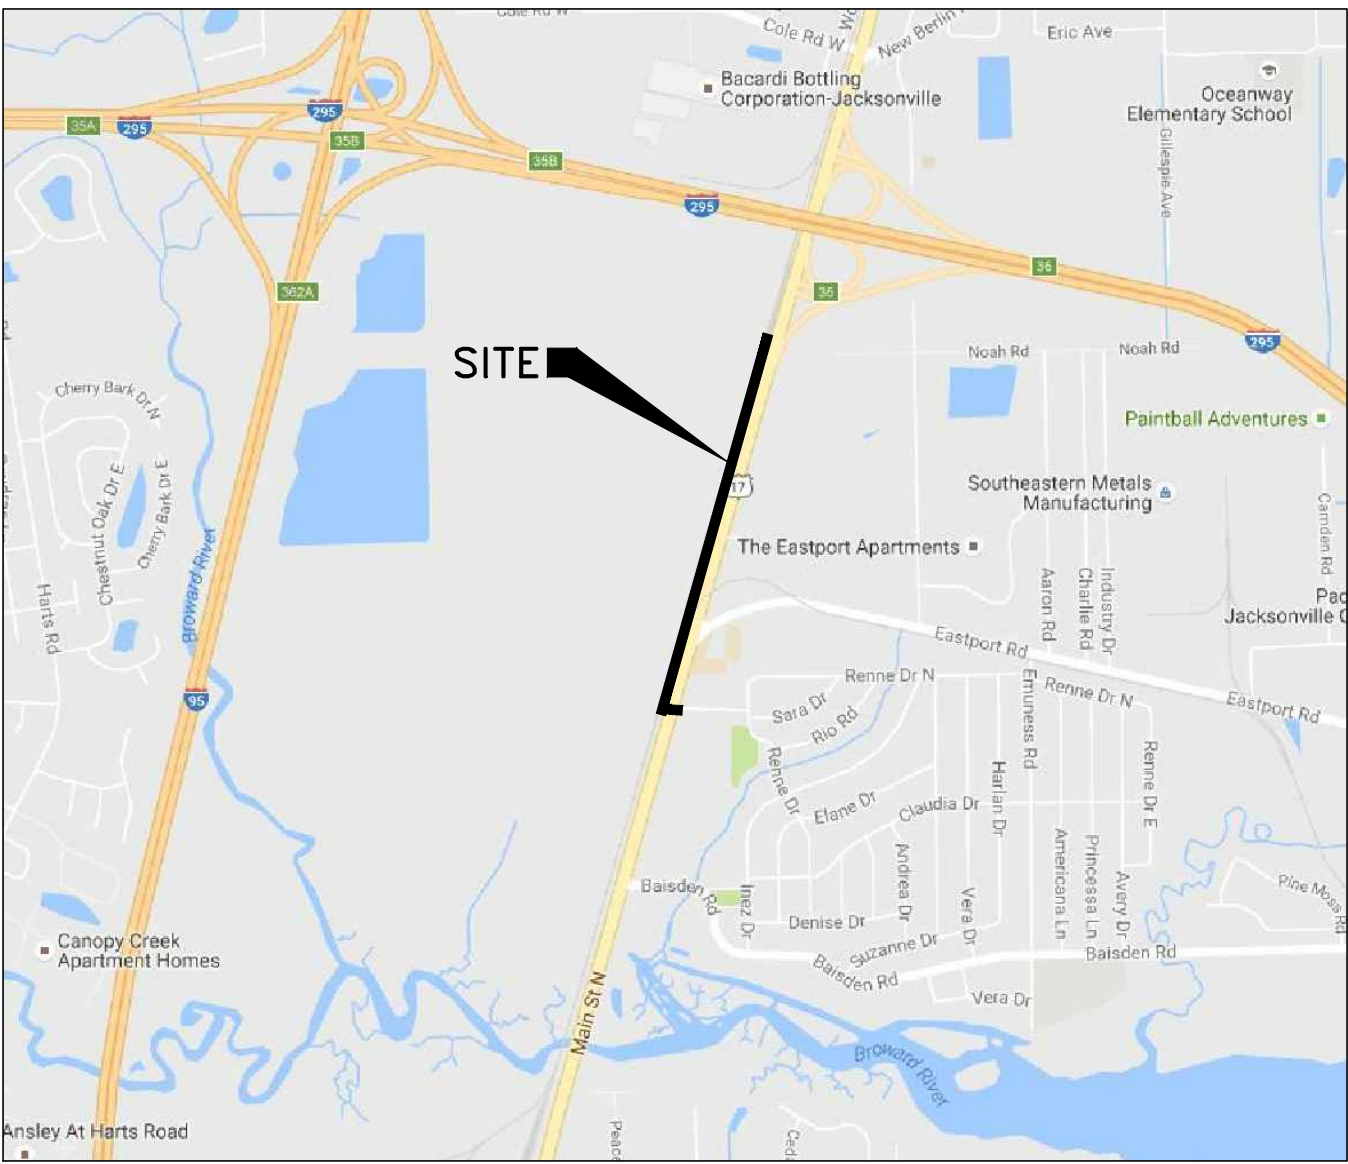 Cole Rd W
Cole Rd W
New Berlin
Eric Ave
Bacardi Bottling
Corporation-Jacksonville
Oceanway
Elementary School
Gillespie Ave
35A
295
295
35B
35B
295
36
36
362A
295
SITE
Noah Rd
Noah Rd
Cherry Bark Dr N
Paintball Adventures
Chestnut Oak Dr E
Cherry Bark Dr E
17
Southeastern Metals
Manufacturing
Camden Rd
The Eastport Apartments
Broward River
Harts Rd
Aaron Rd
Charlie Rd
Industry Dr
Jacksonville
Eastport Rd
95
Renne Dr N
Emuness Rd
Renne Dr N
Eastport Rd
Sara Dr
Rio Rd
Renne Dr
Harlan Dr
Renne Dr E
Elane Dr
Claudia Dr
Andrea Dr
Americana Ln
Princessa Ln
Avery Dr
Baisden Rd
Inez Dr
Vera Dr
Pine Moss Rd
Denise Dr
Suzanne Dr
Baisden Rd
Baisden Rd
Canopy Creek
Apartment Homes
Vera Dr
Main St N
Broward River
Ansley At Harts Road